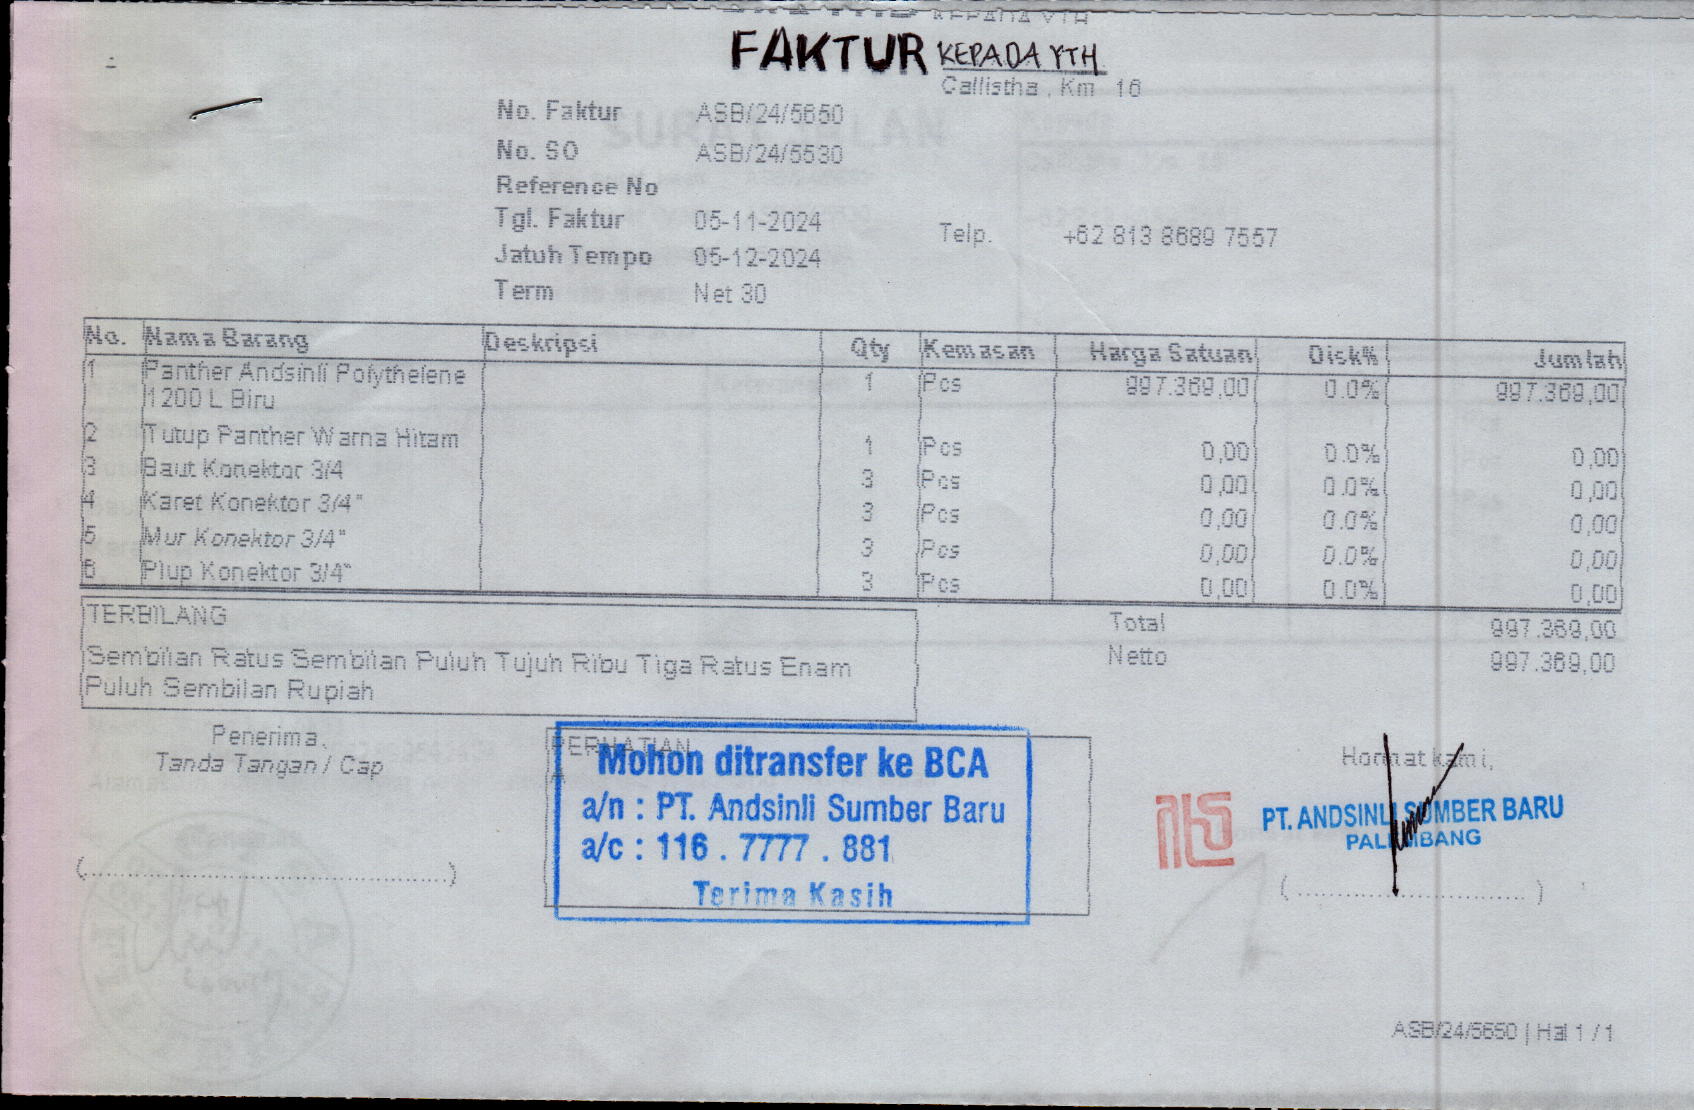 KEPADA YTH
FAKTUR KEPADA YTH.
Callistha , Km 16
No. Faktur ASB/24/5650
No. SO ASB/24/5530
Reference No
Tgl. Faktur 05-11-2024
Telp. +62 813 8689 7557
Jatuh Tempo 05-12-2024
Term Net 30
No. Nama Barang Deskripsi Qty Kemasan Harga Satuan Disk% Jumlah
1 Panther Andsinli Polythelene 1 Pcs 997.369,00 0.0% 997.369,00
1200 L Biru
2 Tutup Panther Warna Hitam 1 Pcs 0,00 0.0% 0,00
3 Baut Konektor 3/4 3 Pcs 0,00 0.0% 0,00
4 Karet Konektor 3/4" 3 Pcs 0,00 0.0% 0,00
5 Mur Konektor 3/4" 3 Pcs 0,00 0.0% 0,00
6 Plup Konektor 3/4" 3 Pcs 0,00 0.0% 0,00
TERBILANG
Sembilan Ratus Sembilan Puluh Tujuh Ribu Tiga Ratus Enam
Puluh Sembilan Rupiah
Total 997.369,00
Netto 997.369,00
Penerima,
Tanda Tangan / Cap
PERHATIAN
Mohon ditransfer ke BCA
a/n : PT. Andsinli Sumber Baru
a/c : 116 . 7777 . 881
Terima Kasih
Hormat kami,
PT. ANDSINLI SUMBER BARU
PALEMBANG
(..............................................)
( .............................. )
ASB/24/5650 | Hal 1 / 1